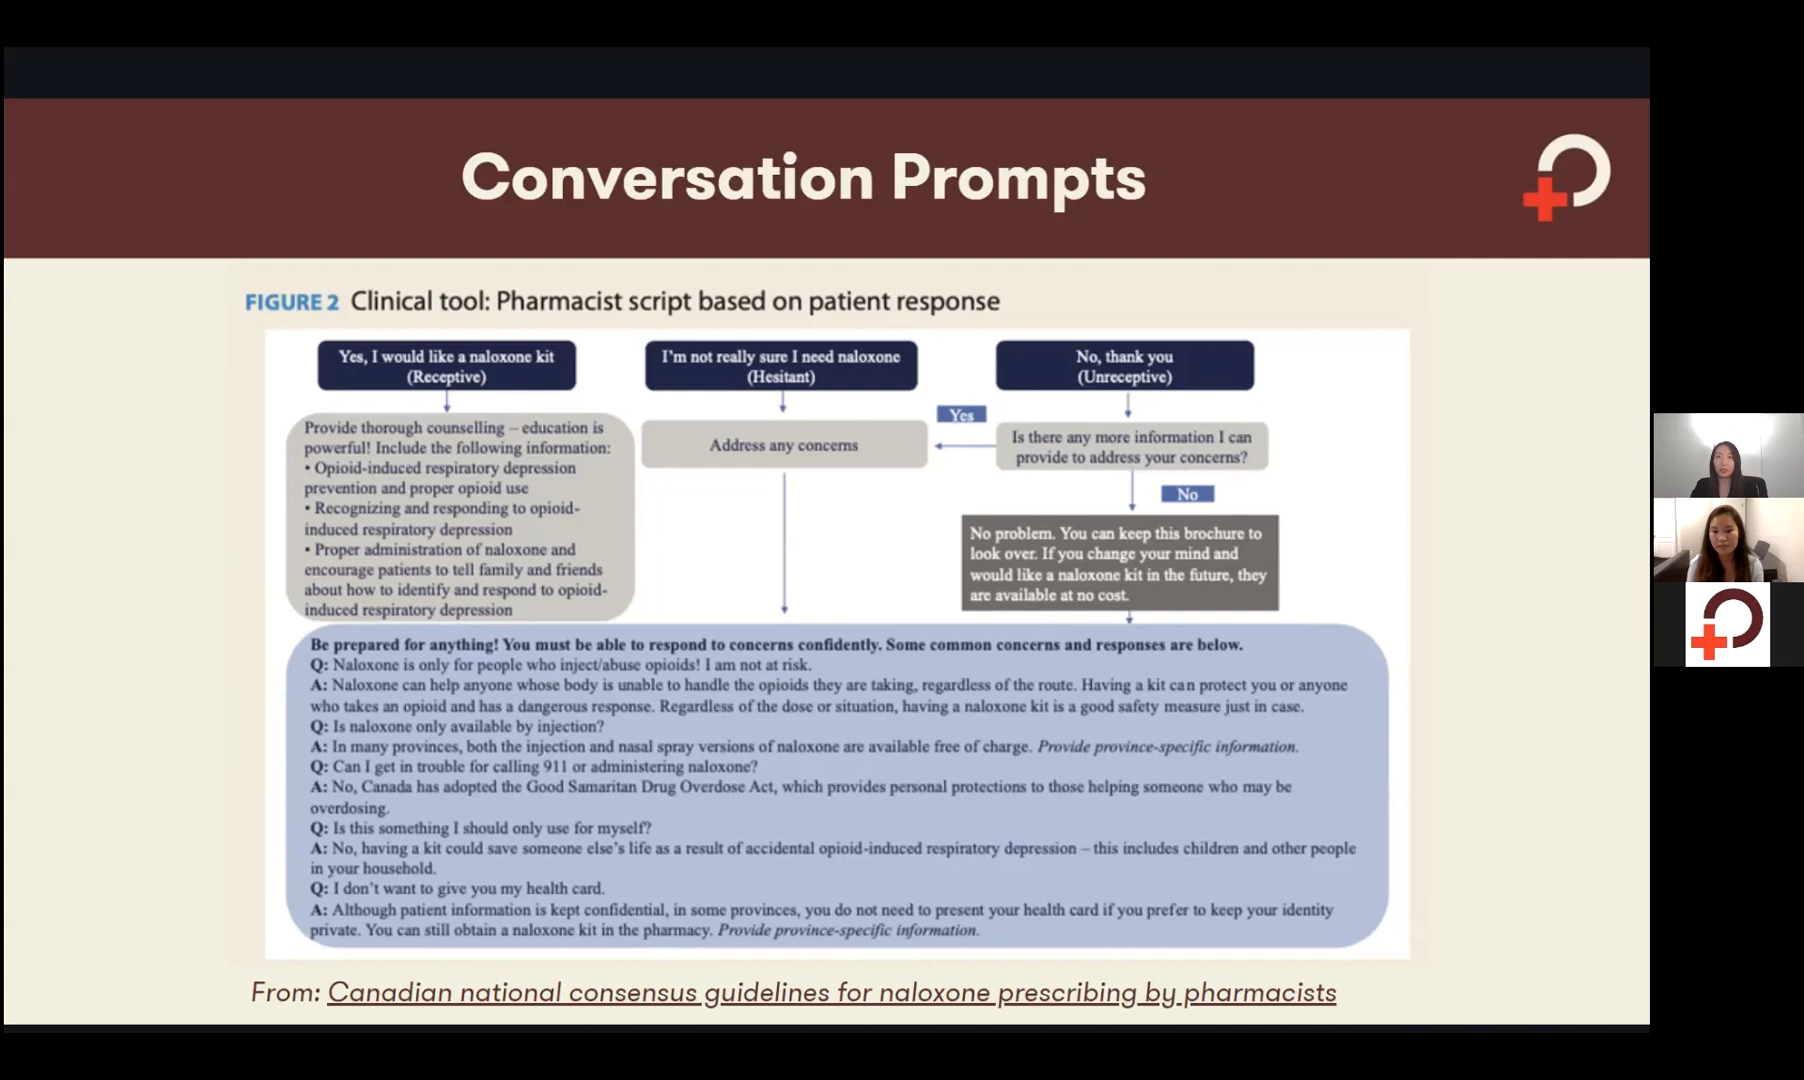 Conversation Prompts
FIGURE 2 Clinical tool: Pharmacist script based on patient response
Yes, I would like a naloxone kit
(Receptive)
I'm not really sure I need naloxone
(Hesitant)
No, thank you
(Unreceptive)
Provide thorough counselling – education is
powerful! Include the following information:
• Opioid-induced respiratory depression
prevention and proper opioid use
• Recognizing and responding to opioid-
induced respiratory depression
• Proper administration of naloxone and
encourage patients to tell family and friends
about how to identify and respond to opioid-
induced respiratory depression
Address any concerns
Yes
Is there any more information I can
provide to address your concerns?
No
No problem. You can keep this brochure to
look over. If you change your mind and
would like a naloxone kit in the future, they
are available at no cost.
Be prepared for anything! You must be able to respond to concerns confidently. Some common concerns and responses are below.
Q: Naloxone is only for people who inject/abuse opioids! I am not at risk.
A: Naloxone can help anyone whose body is unable to handle the opioids they are taking, regardless of the route. Having a kit can protect you or anyone
who takes an opioid and has a dangerous response. Regardless of the dose or situation, having a naloxone kit is a good safety measure just in case.
Q: Is naloxone only available by injection?
A: In many provinces, both the injection and nasal spray versions of naloxone are available free of charge. Provide province-specific information.
Q: Can I get in trouble for calling 911 or administering naloxone?
A: No, Canada has adopted the Good Samaritan Drug Overdose Act, which provides personal protections to those helping someone who may be
overdosing.
Q: Is this something I should only use for myself?
A: No, having a kit could save someone else's life as a result of accidental opioid-induced respiratory depression – this includes children and other people
in your household.
Q: I don't want to give you my health card.
A: Although patient information is kept confidential, in some provinces, you do not need to present your health card if you prefer to keep your identity
private. You can still obtain a naloxone kit in the pharmacy. Provide province-specific information.
From: Canadian national consensus guidelines for naloxone prescribing by pharmacists